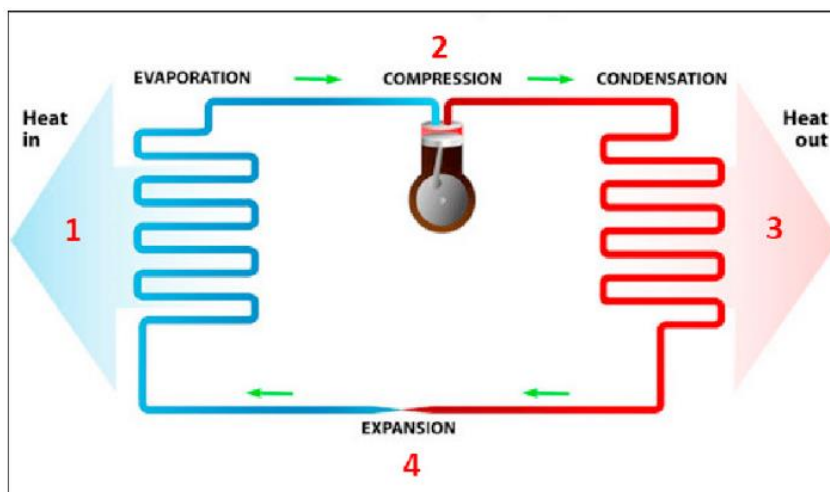 2
EVAPORATION
COMPRESSION
CONDENSATION
Heat
in
Heat
out
1
3
EXPANSION
4